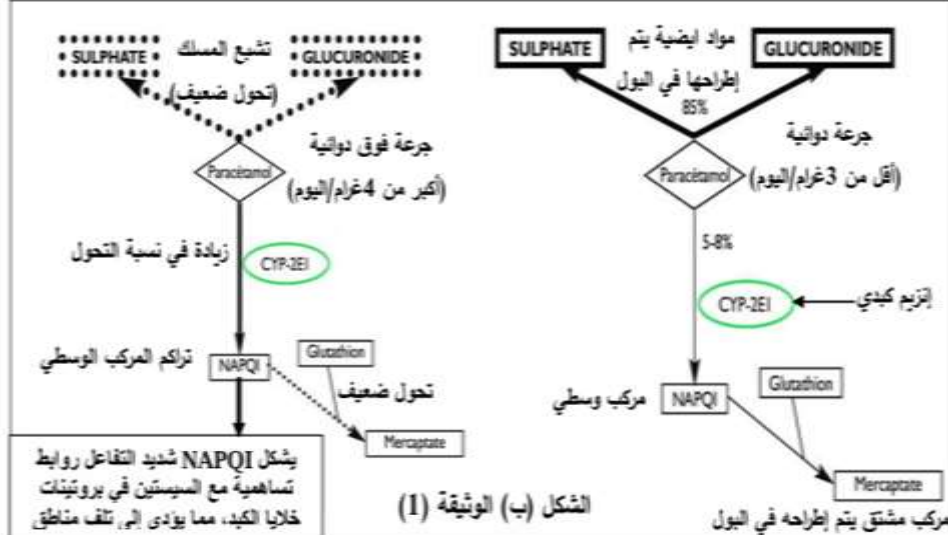 SULPHATE
تشبع المسلك
GLUCURONIDE
(تحول ضعيف)
جرعة فوق دوائية
Paracétamol
(أكبر من 4غرام/اليوم)
زيادة في نسبة التحول
CYP-2E1
تراكم المركب الوسطي
NAPQI
Glutathion
تحول ضعيف
Mercaptate
يشكل NAPQI شديد التفاعل روابط
تساهمية مع السيستين في بروتينات
خلايا الكبد، مما يؤدي إلى تلف مناطق
SULPHATE
مواد ايضية يتم
GLUCURONIDE
إطراحها في البول
85%
جرعة دوائية
Paracétamol
(أقل من 3غرام/اليوم)
5-8%
CYP-2E1
إنزيم كبدي
مركب وسطي
NAPQI
Glutathion
Mercaptate
مركب مشتق يتم إطراحه في البول
الشكل (ب) الوثيقة (1)